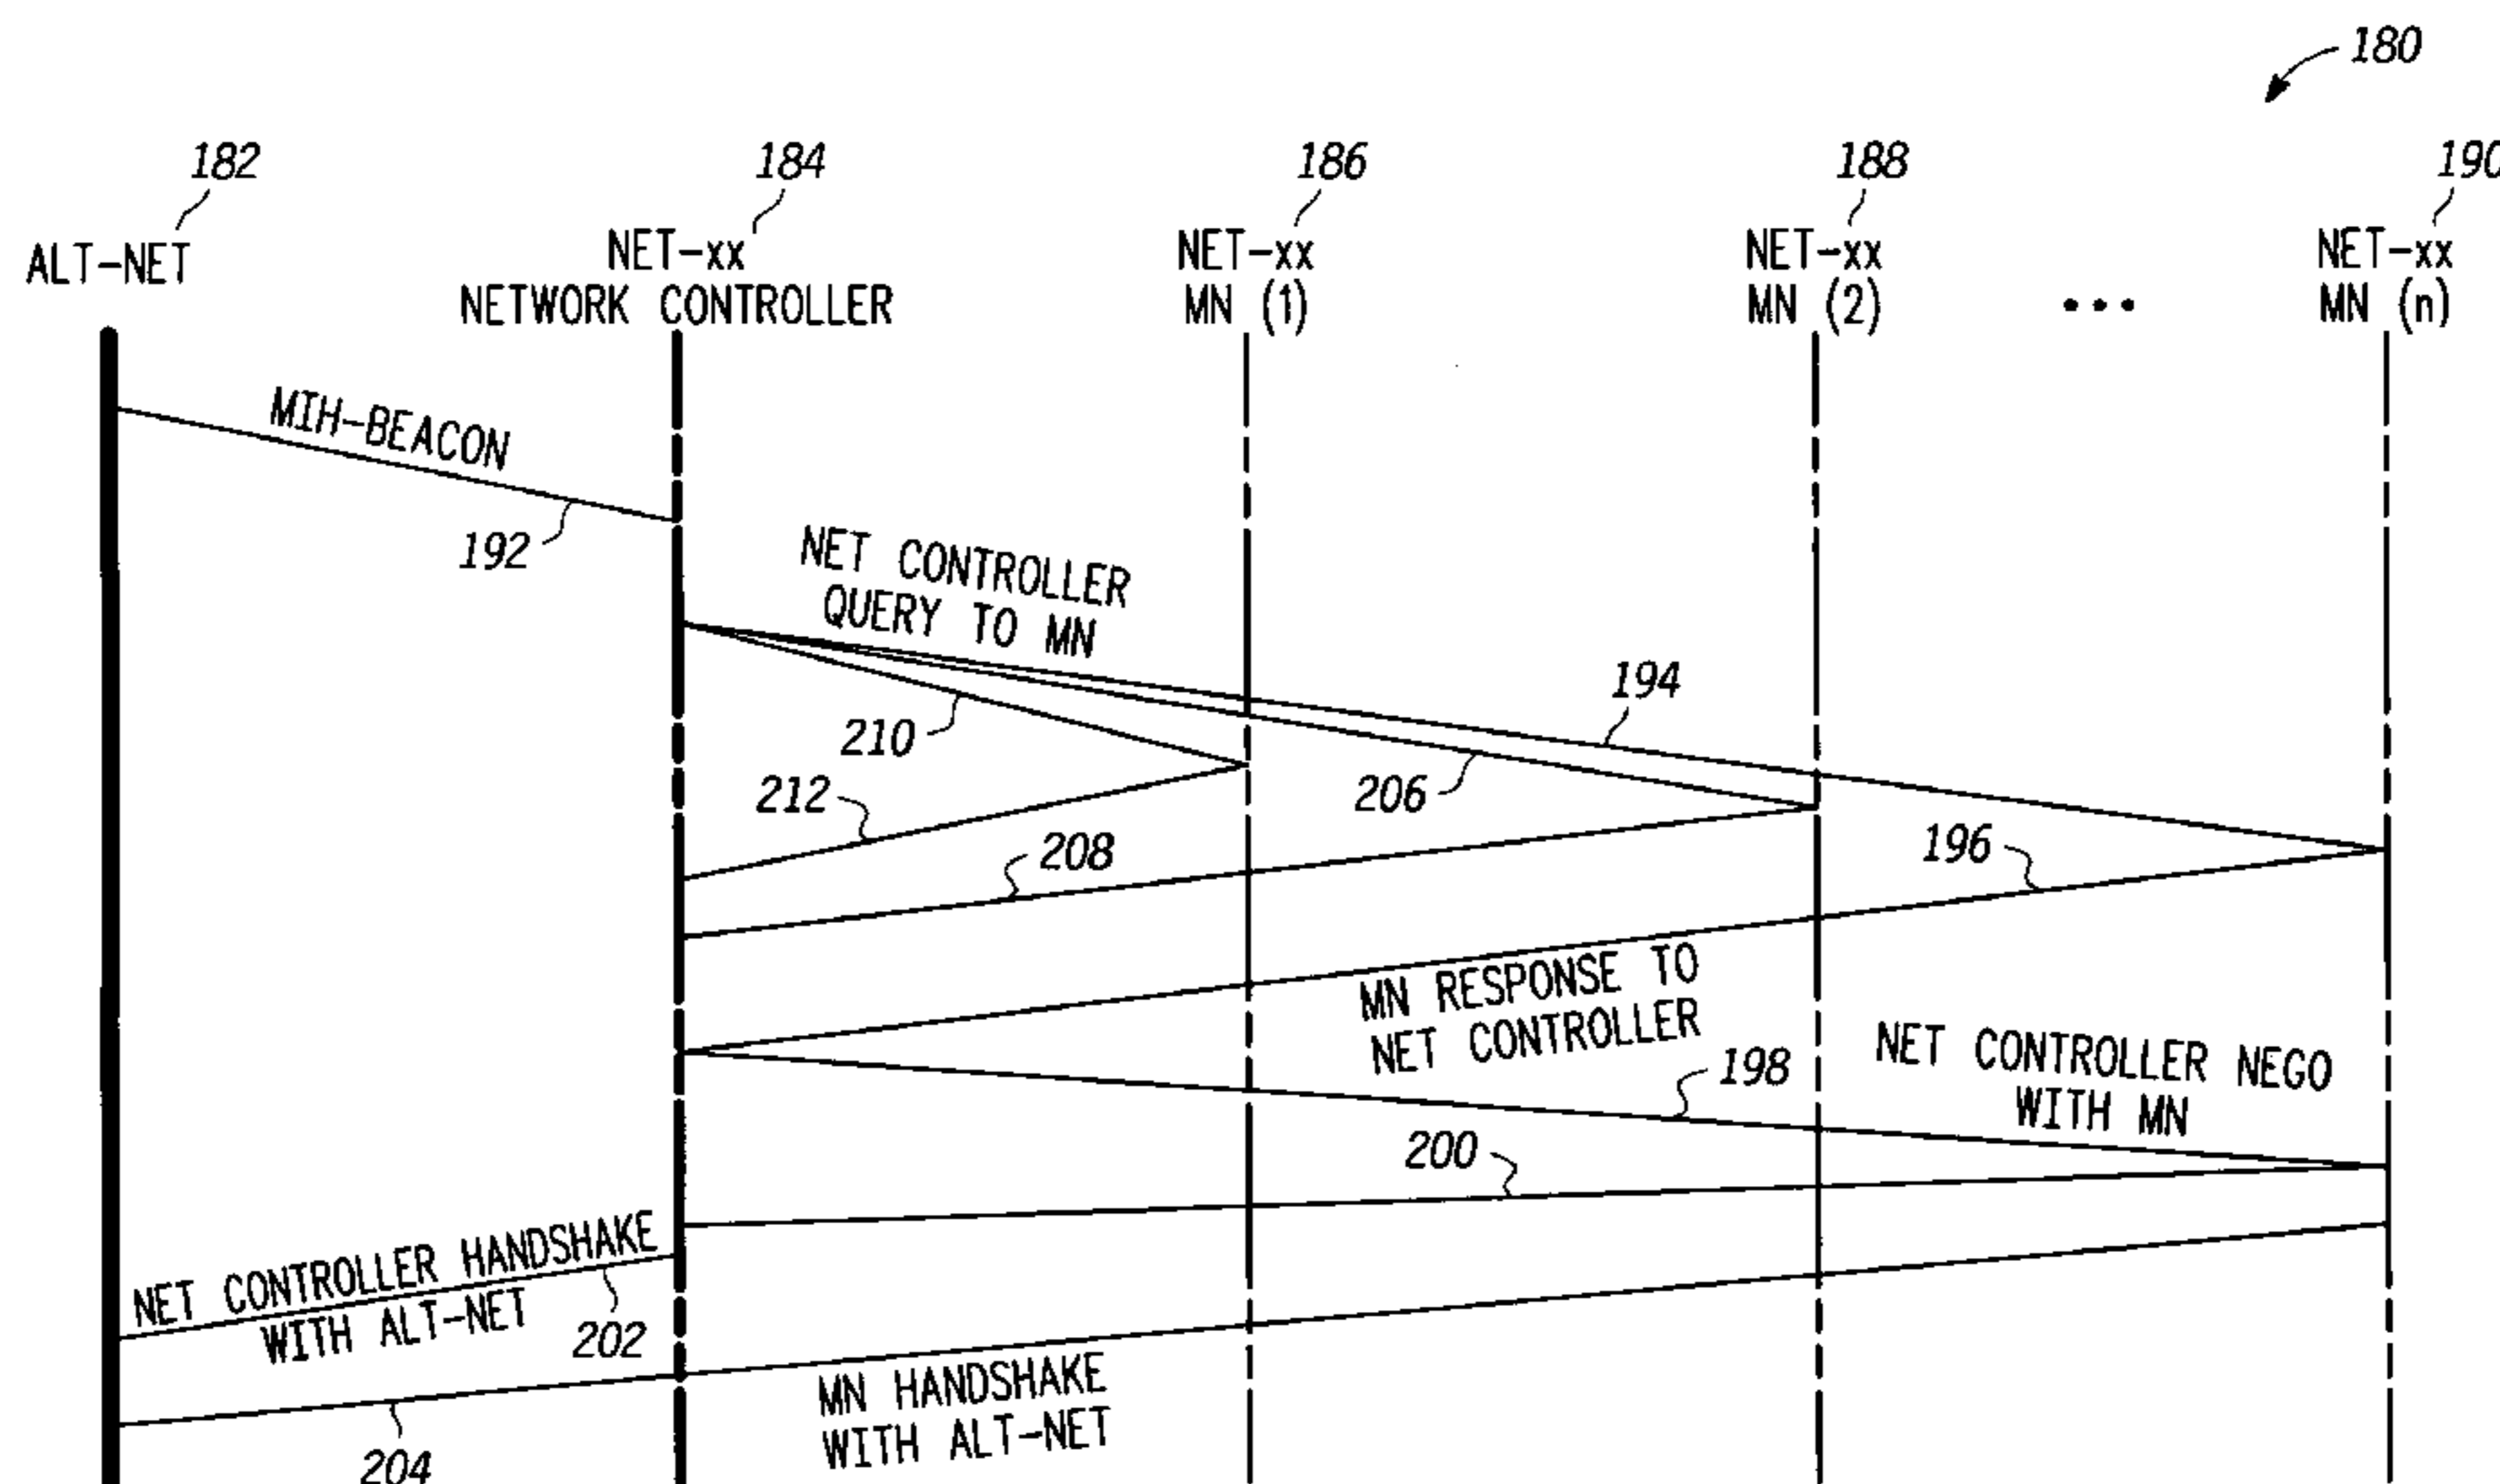 180
182
184
186
188
190
ALT-NET
NET-xx
NETWORK CONTROLLER
NET-xx
MN (1)
NET-xx
MN (2)
•••
NET-xx
MN (n)
MIH-BEACON
192
NET CONTROLLER
QUERY TO MN
194
210
206
212
208
196
MN RESPONSE TO
NET CONTROLLER
198
NET CONTROLLER NEGO
WITH MN
200
NET CONTROLLER HANDSHAKE
WITH ALT-NET
202
MN HANDSHAKE
WITH ALT-NET
204